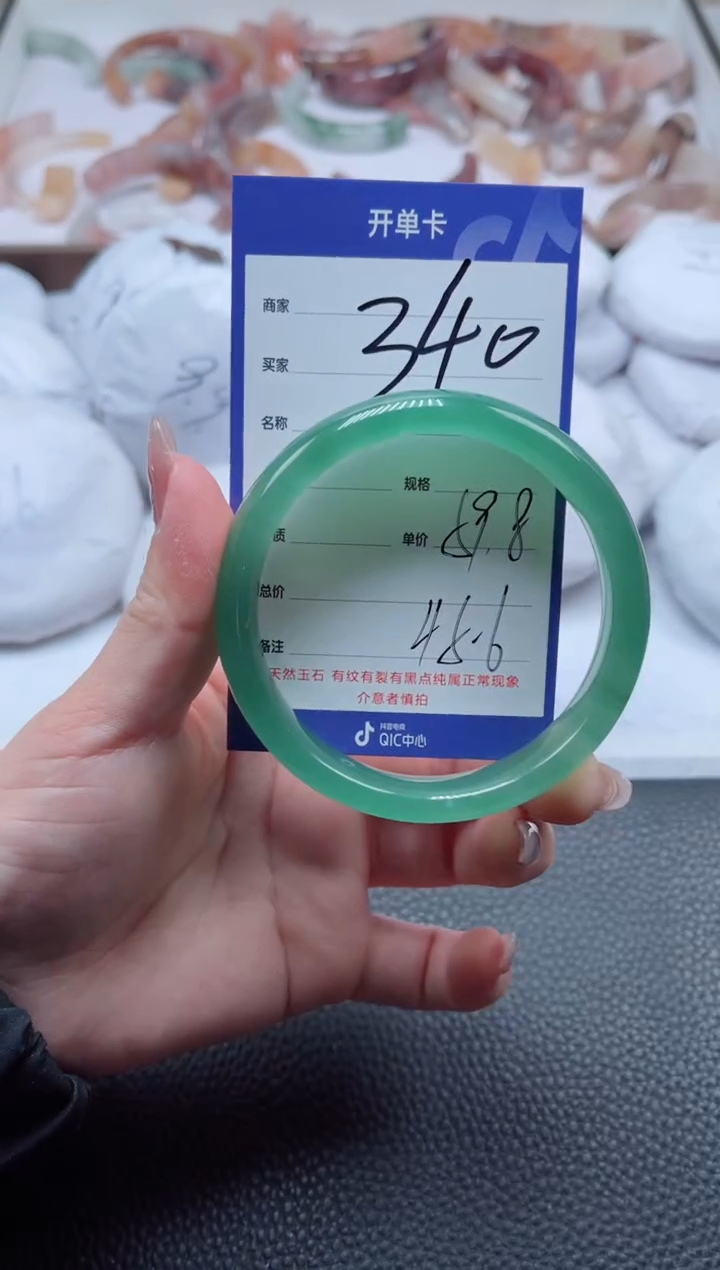 开单卡
商家
340
买家
名称
规格
质 单价 59.8
总价
备注 45.6
天然玉石 有纹有裂有黑点纯属正常现象
介意者慎拍
抖音电商
QIC中心